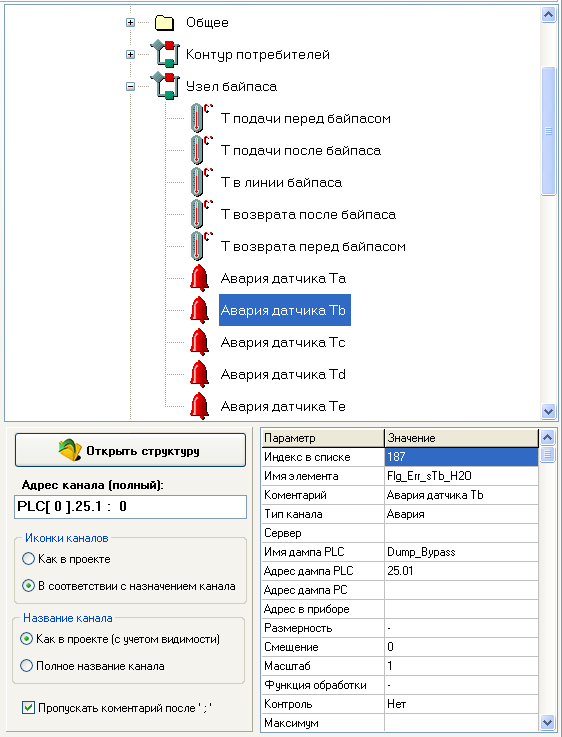 Общее
Контур потребителей
Узел байпаса
Т подачи перед байпасом
Т подачи после байпаса
Т в линии байпаса
Т возврата после байпаса
Т возврата перед байпасом
Авария датчика Ta
Авария датчика Tb
Авария датчика Tc
Авария датчика Td
Авария датчика Te
Открыть структуру
Адрес канала (полный):
PLC[ 0 ].25.1 : 0
Иконки каналов
Как в проекте
В соответствии с назначением канала
Название канала
Как в проекте (с учетом видимости)
Полное название канала
Пропускать коментарий после ' ; '
Параметр Значение
Индекс в списке 187
Имя элемента Flg_Err_sTb_H2O
Коментарий Авария датчика Tb
Тип канала Авария
Сервер
Имя дампа PLC Dump_Bypass
Адрес дампа PLC 25.01
Адрес дампа PC
Адрес в приборе
Размерность -
Смещение 0
Масштаб 1
Функция обработки -
Контроль Нет
Максимум